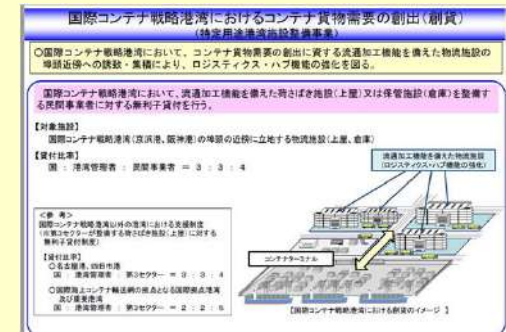 国際コンテナ戦略港湾におけるコンテナ貨物需要の創出(創貨)
(特定用途港湾施設整備事業)
○国際コンテナ戦略港湾において、コンテナ貨物需要の創出に資する流通加工機能を備えた物流施設の
埠頭近傍への誘致・集積により、ロジスティクス・ハブ機能の強化を図る。
国際コンテナ戦略港湾において、流通加工機能を備えた荷さばき施設(上屋)又は保管施設(倉庫)を整備す
る民間事業者に対する無利子貸付を行う。
【対象施設】
国際コンテナ戦略港湾(京浜港、阪神港)の埠頭の近傍に立地する物流施設(上屋、倉庫)
【貸付比率】
国 : 港湾管理者 : 民間事業者 = 3 : 3 : 4
流通加工機能を備えた物流施設
(ロジスティクス・ハブ機能の強化)
<参 考>
国際コンテナ戦略港湾以外の港湾における支援制度
(※第3セクターが整備する荷さばき施設(上屋)に対する
無利子貸付制度)
【貸付比率】
○名古屋港、四日市港
国 : 港湾管理者 : 第3セクター = 3 : 3 : 4
○国際海上コンテナ輸送網の拠点となる国際拠点港湾
及び重要港湾
国 : 港湾管理者 : 第3セクター = 2 : 2 : 6
コンテナターミナル
【国際コンテナ戦略港湾における創貨のイメージ】